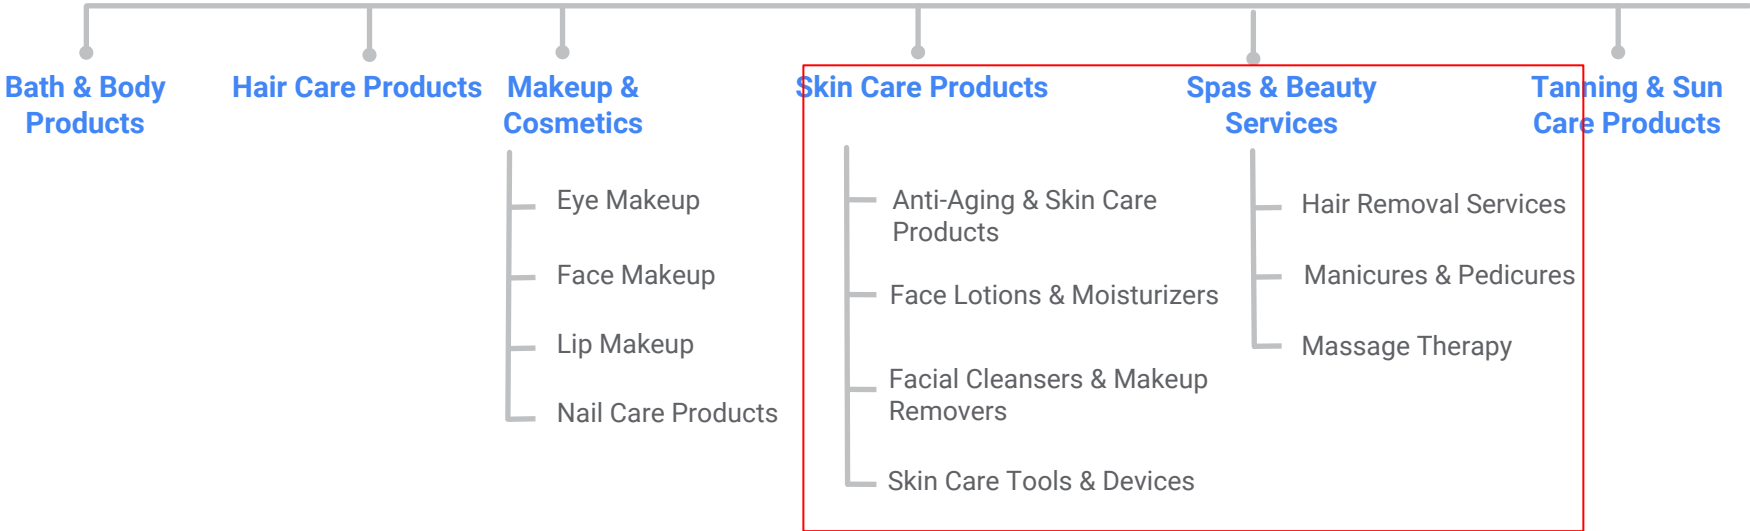 Bath & Body
Products
Hair Care Products
Makeup &
Cosmetics
Eye Makeup
Face Makeup
Lip Makeup
Nail Care Products
Skin Care Products
Anti-Aging & Skin Care
Products
Face Lotions & Moisturizers
Facial Cleansers & Makeup
Removers
Skin Care Tools & Devices
Spas & Beauty
Services
Hair Removal Services
Manicures & Pedicures
Massage Therapy
Tanning & Sun
Care Products